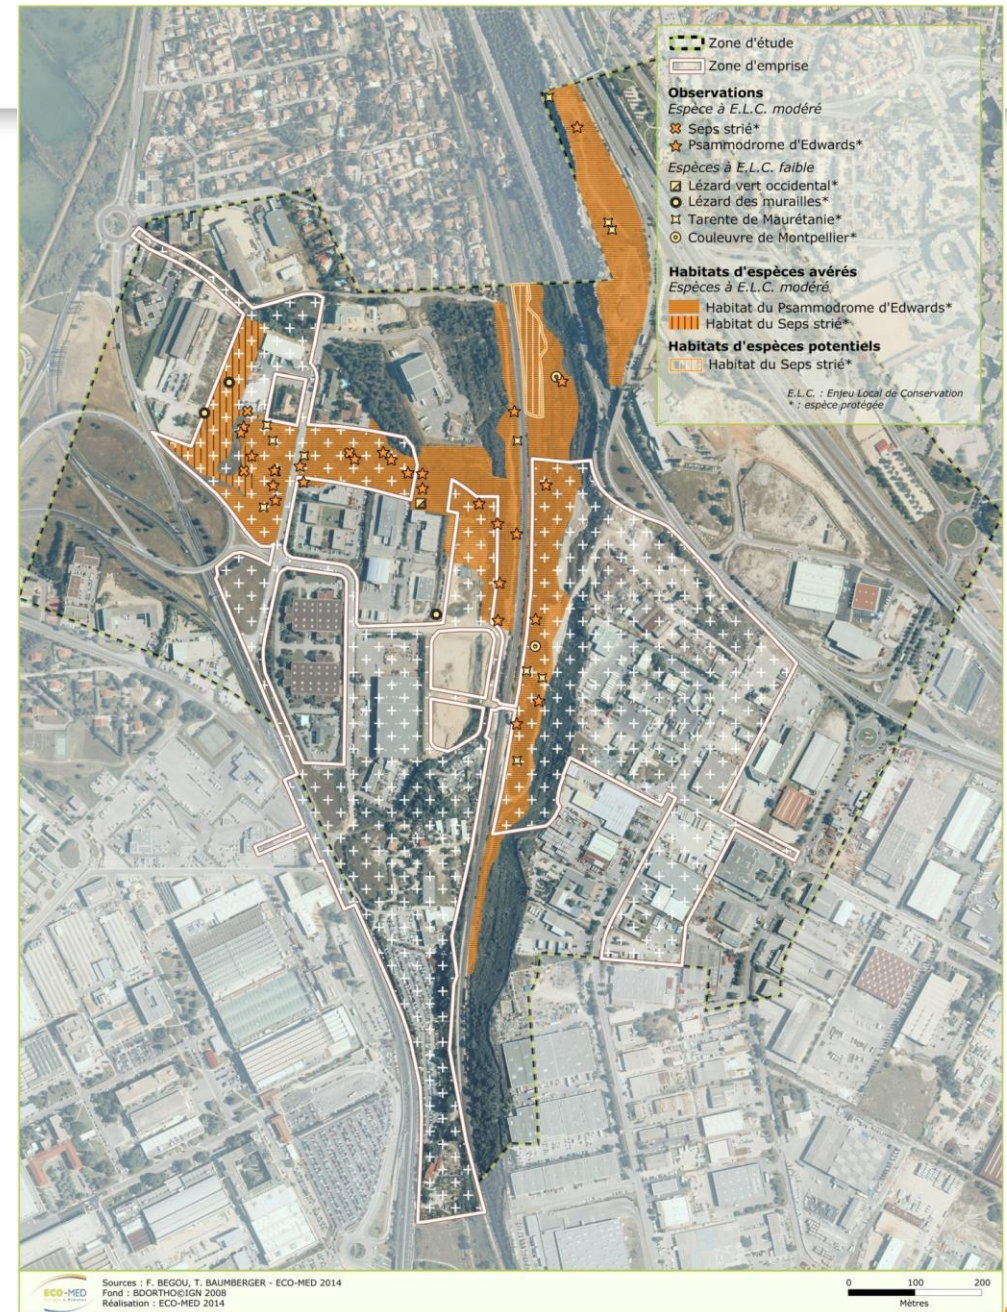 Zone d'étude
Zone d'emprise
Observations
Espèce à E.L.C. modéré
Seps strié*
Psammodrome d'Edwards*
Espèces à E.L.C. faible
Lézard vert occidental*
Lézard des murailles*
Tarente de Maurétanie*
Couleuvre de Montpellier*
Habitats d'espèces avérés
Espèces à E.L.C. modéré
Habitat du Psammodrome d'Edwards*
Habitat du Seps strié*
Habitats d'espèces potentiels
Habitat du Seps strié*
E.L.C. : Enjeu Local de Conservation
* : espèce protégée
ECO-MED
Sources : F. BEGOU, T. BAUMBERGER - ECO-MED 2014
Fond : BDORTHO©IGN 2008
Réalisation : ECO-MED 2014
0 100 200
Mètres